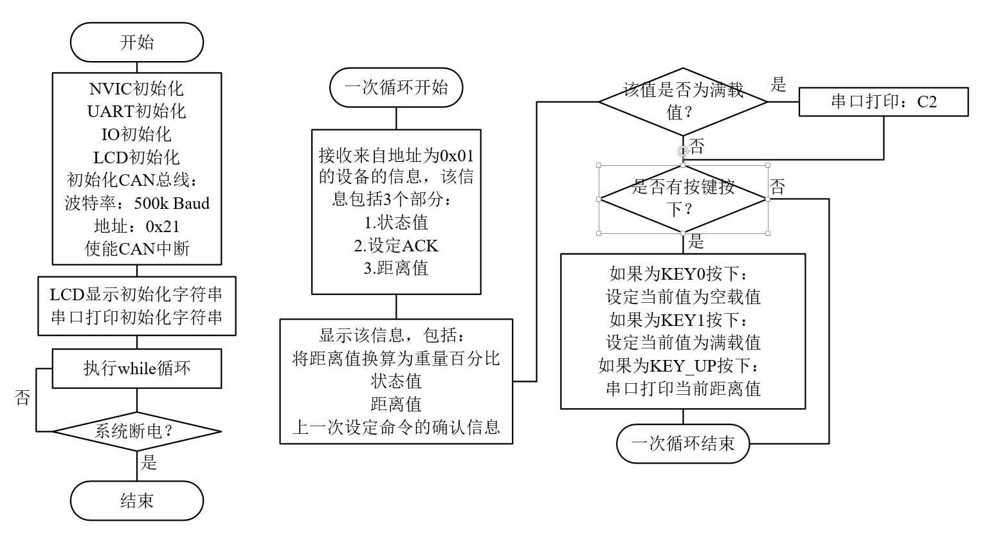 开始
NVIC初始化
UART初始化
IO初始化
LCD初始化
初始化CAN总线：
波特率：500k Baud
地址：0x21
使能CAN中断
LCD显示初始化字符串
串口打印初始化字符串
执行while循环
否
系统断电？
是
结束
一次循环开始
接收来自地址为0x01
的设备的信息，该信
息包括3个部分：
1.状态值
2.设定ACK
3.距离值
显示该信息，包括：
将距离值换算为重量百分比
状态值
距离值
上一次设定命令的确认信息
该值是否为满载
值？
是
串口打印：C2
否
是否有按键按
下？
否
是
如果为KEY0按下：
设定当前值为空载值
如果为KEY1按下：
设定当前值为满载值
如果为KEY_UP按下：
串口打印当前距离值
一次循环结束